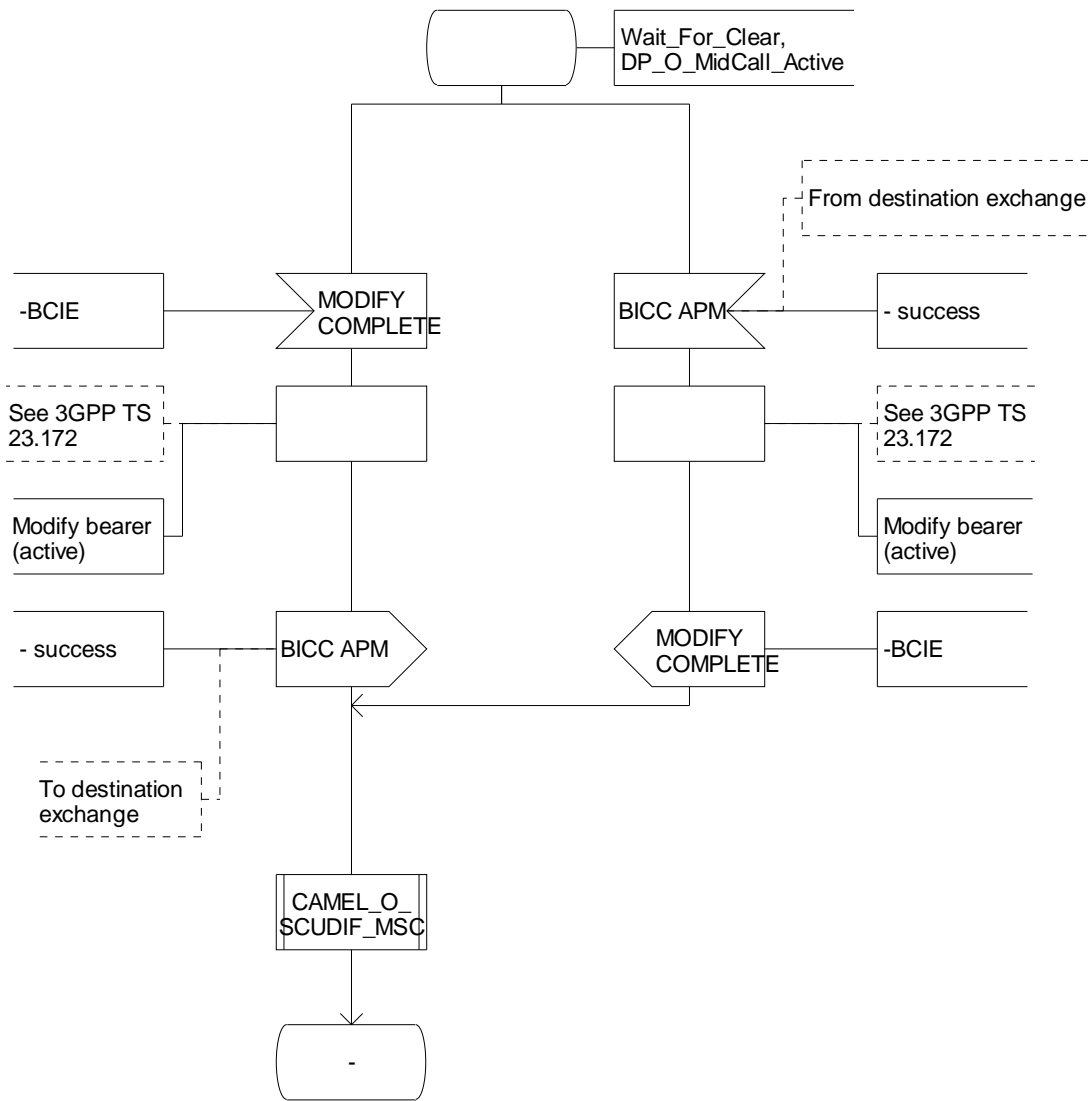 Wait_For_Clear,
DP_O_MidCall_Active
From destination exchange
-BCIE
MODIFY
COMPLETE
BICC APM
- success
See 3GPP TS
23.172
See 3GPP TS
23.172
Modify bearer
(active)
Modify bearer
(active)
- success
BICC APM
MODIFY
COMPLETE
-BCIE
To destination
exchange
CAMEL_O_
SCUDIF_MSC
-